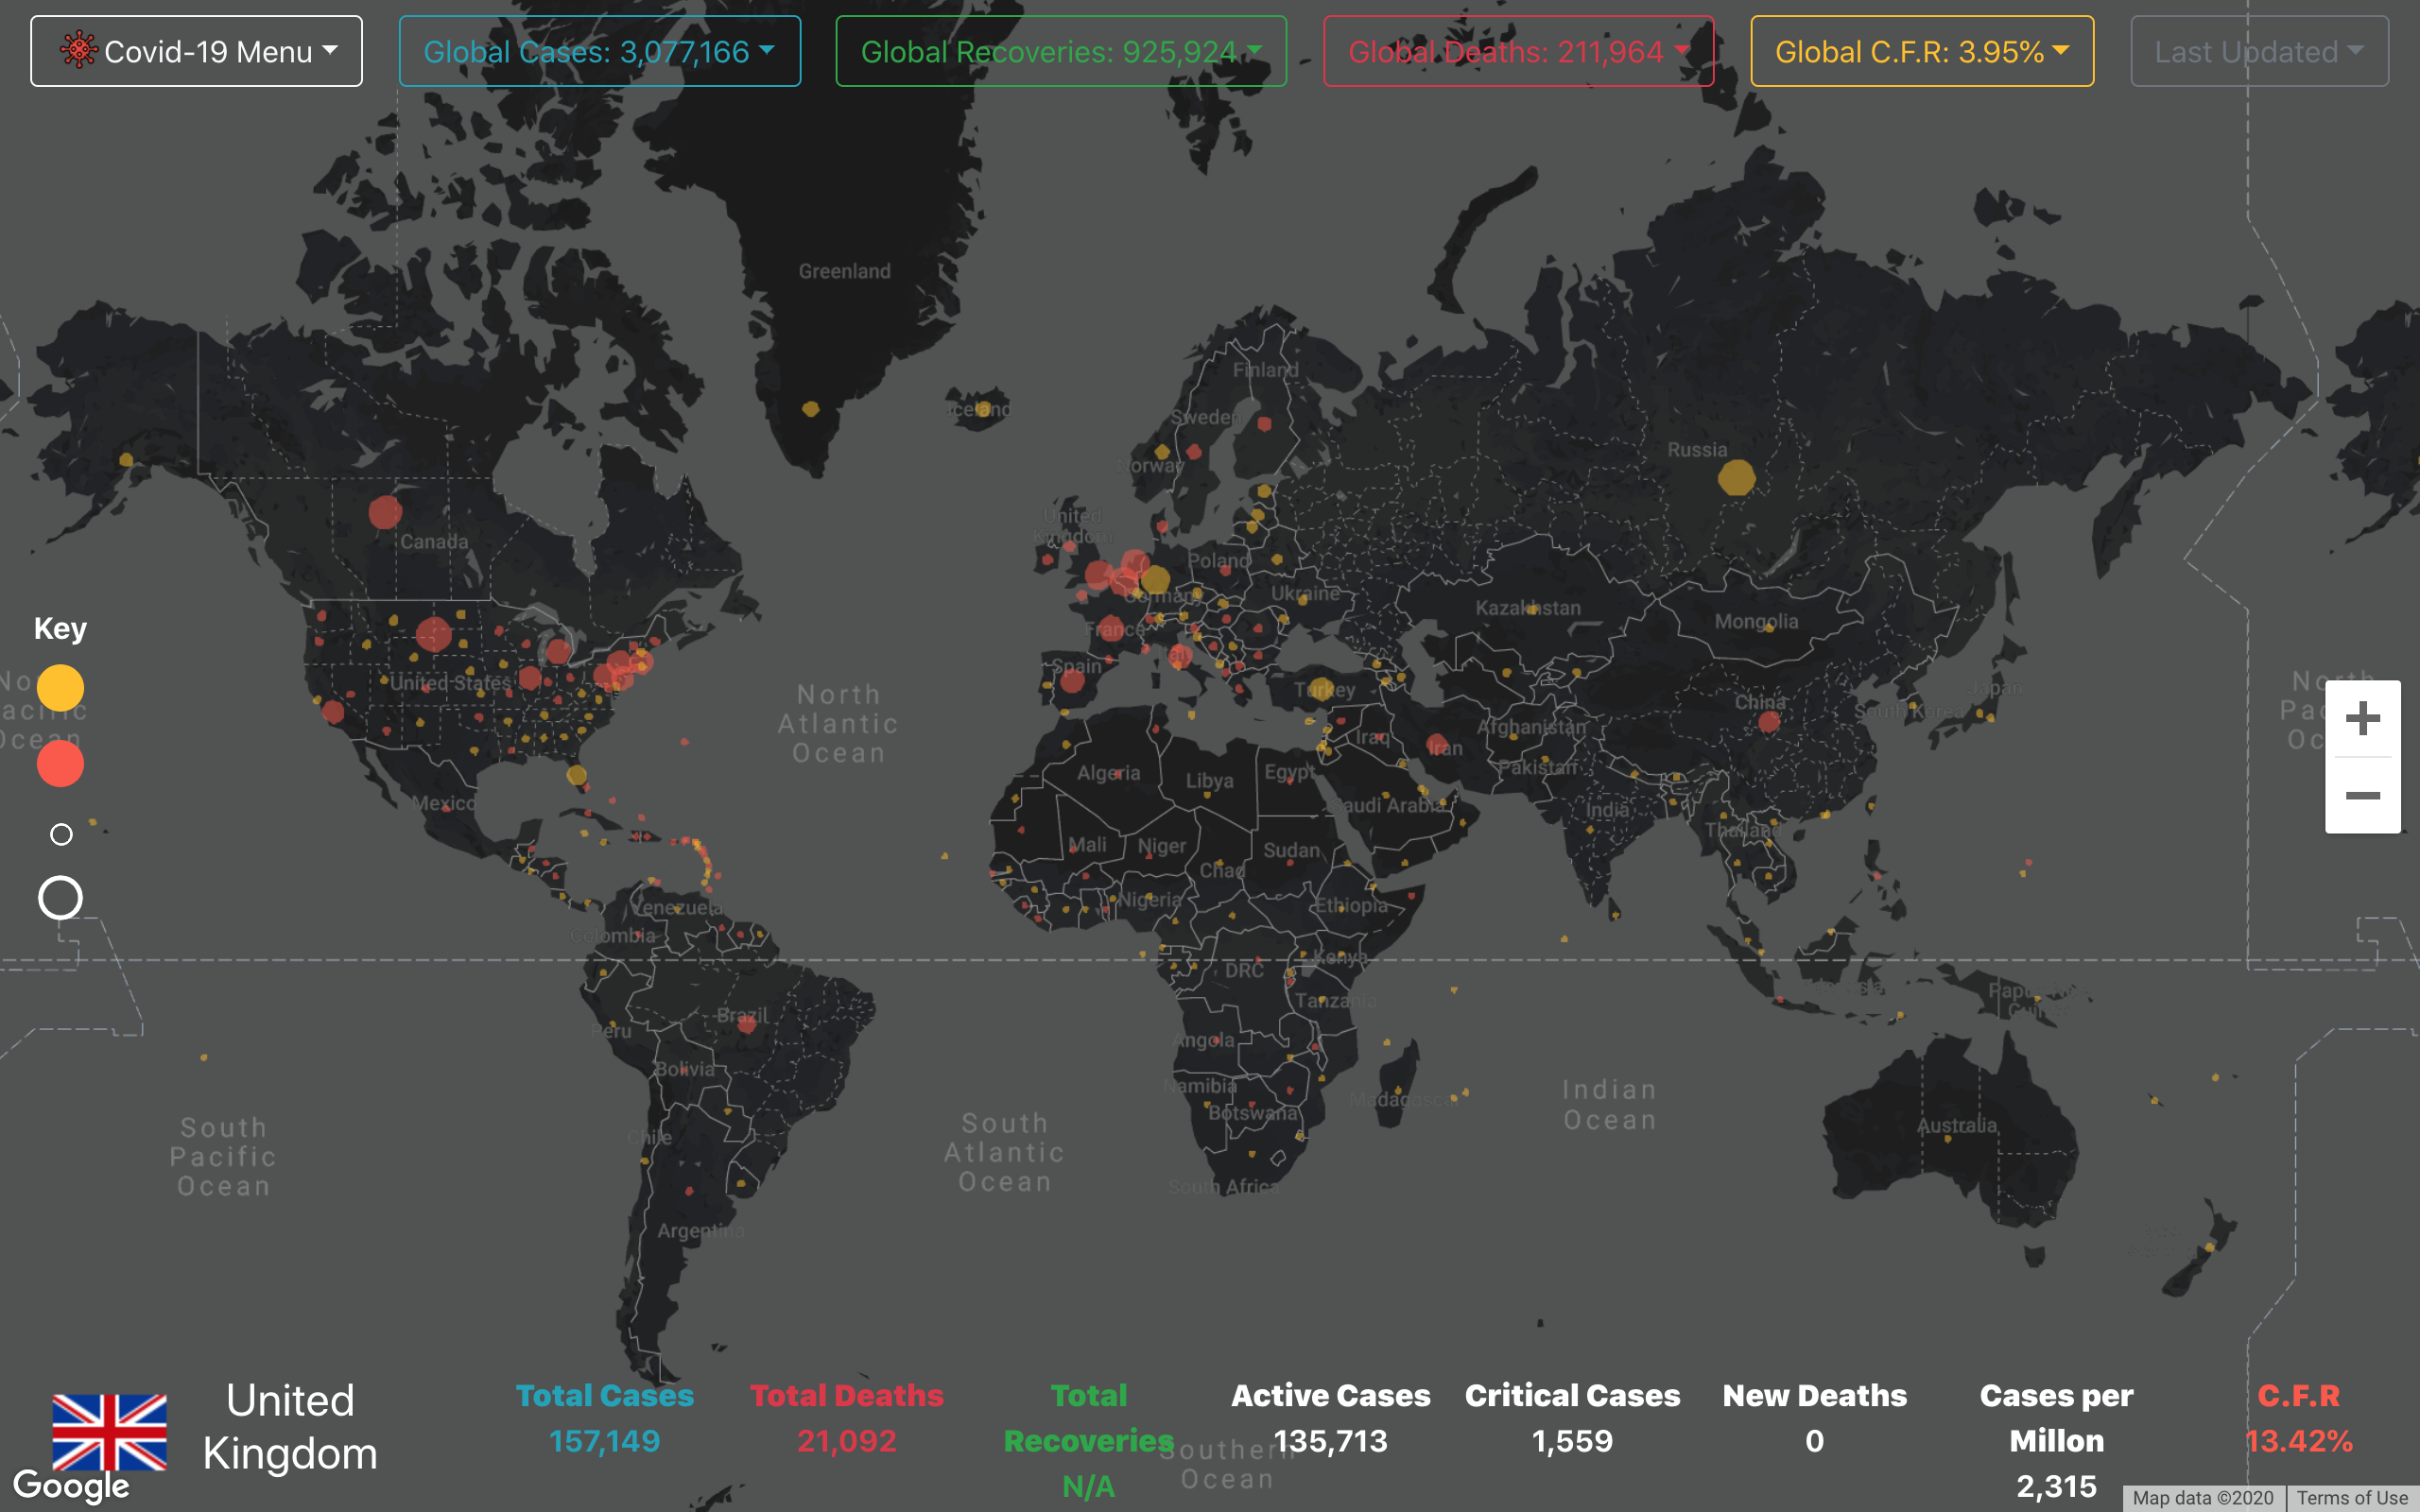 Covid-19 Menu
Global Cases: 3,077,166
Global Recoveries: 925,924
Global Deaths: 211,964
Global C.F.R: 3.95%
Last Updated
Greenland
Iceland
Finland
Sweden
Norway
Russia
United
Kingdom
Canada
Poland
Germany
Ukraine
Kazakhstan
Mongolia
France
Key
Spain
United States
Turkey
North
Atlantic
Ocean
North
Pacific
Ocean
China
Japan
South Korea
Afghanistan
Iraq
Iran
Algeria
Libya
Egypt
Pakistan
Mexico
Saudi Arabia
India
Thailand
Mali
Niger
Sudan
Chad
Nigeria
Ethiopia
Venezuela
Colombia
Kenya
DRC
Tanzania
Papua New
Guinea
Brazil
Peru
Angola
Bolivia
Namibia
Botswana
Madagascar
Indian
Ocean
Australia
South
Pacific
Ocean
South
Atlantic
Ocean
Chile
South Africa
Argentina
Southern
Ocean
United
Kingdom
Total Cases
157,149
Total Deaths
21,092
Total
Recoveries
N/A
Active Cases
135,713
Critical Cases
1,559
New Deaths
0
Cases per
Millon
2,315
C.F.R
13.42%
Google
Map data ©2020
Terms of Use